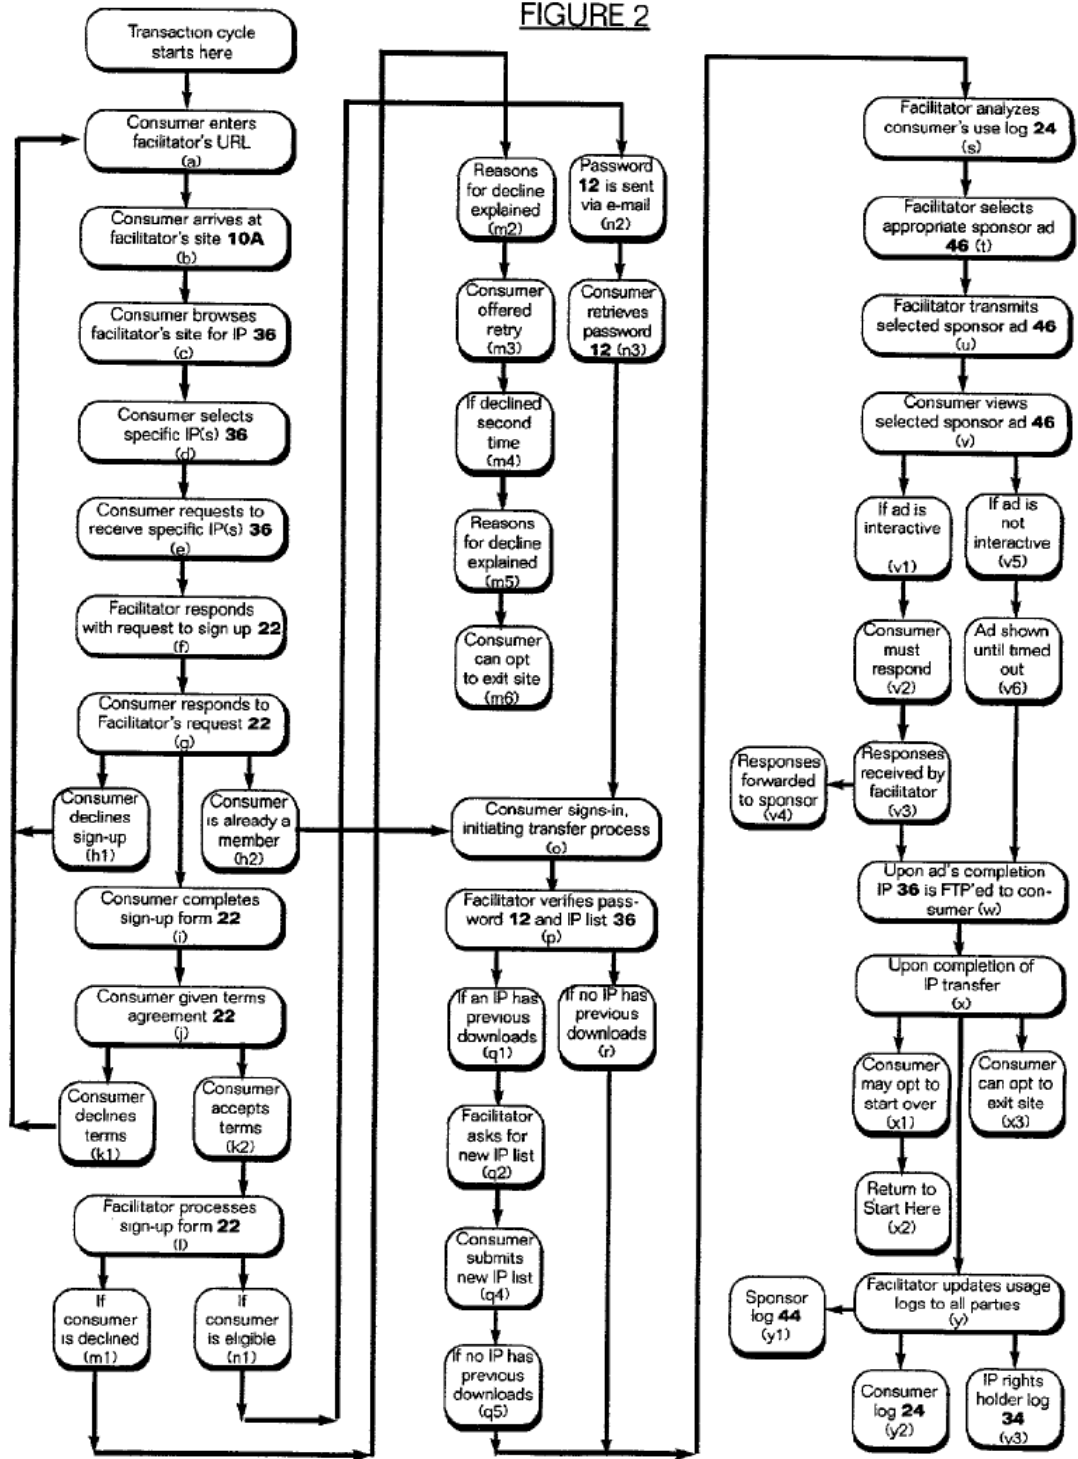 FIGURE 2
Transaction cycle
starts here
Consumer enters
facilitator's URL
(a)
Consumer arrives at
facilitator's site 10A
(b)
Consumer browses
facilitator's site for IP 36
(c)
Consumer selects
specific IP(s) 36
(d)
Consumer requests to
receive specific IP(s) 36
(e)
Facilitator responds
with request to sign up 22
(f)
Consumer responds to
Facilitator's request 22
(g)
Consumer
declines
sign-up
(h1)
Consumer
is already a
member
(h2)
Consumer completes
sign-up form 22
(i)
Consumer given terms
agreement 22
(j)
Consumer
declines
terms
(k1)
Consumer
accepts
terms
(k2)
Facilitator processes
sign-up form 22
(l)
If
consumer
is declined
(m1)
If
consumer
is eligible
(n1)
Reasons
for decline
explained
(m2)
Consumer
offered
retry
(m3)
If declined
second
time
(m4)
Reasons
for decline
explained
(m5)
Consumer
can opt
to exit site
(m6)
Password
12 is sent
via e-mail
(n2)
Consumer
retrieves
password
12 (n3)
Consumer signs-in,
initiating transfer process
(o)
Facilitator verifies pass-
word 12 and IP list 36
(p)
If an IP has
previous
downloads
(q1)
If no IP has
previous
downloads
(r)
Facilitator
asks for
new IP list
(q2)
Consumer
submits
new IP list
(q4)
If no IP has
previous
downloads
(q5)
Facilitator analyzes
consumer's use log 24
(s)
Facilitator selects
appropriate sponsor ad
46 (t)
Facilitator transmits
selected sponsor ad 46
(u)
Consumer views
selected sponsor ad 46
(v)
If ad is
interactive
(v1)
If ad is
not
interactive
(v5)
Consumer
must
respond
(v2)
Ad shown
until timed
out
(v6)
Responses
received by
facilitator
(v3)
Responses
forwarded
to sponsor
(v4)
Upon ad's completion
IP 36 is FTP'ed to con-
sumer (w)
Upon completion of
IP transfer
(x)
Consumer
may opt to
start over
(x1)
Consumer
can opt to
exit site
(x3)
Return to
Start Here
(x2)
Facilitator updates usage
logs to all parties
(y)
Sponsor
log 44
(y1)
Consumer
log 24
(y2)
IP rights
holder log
34
(y3)